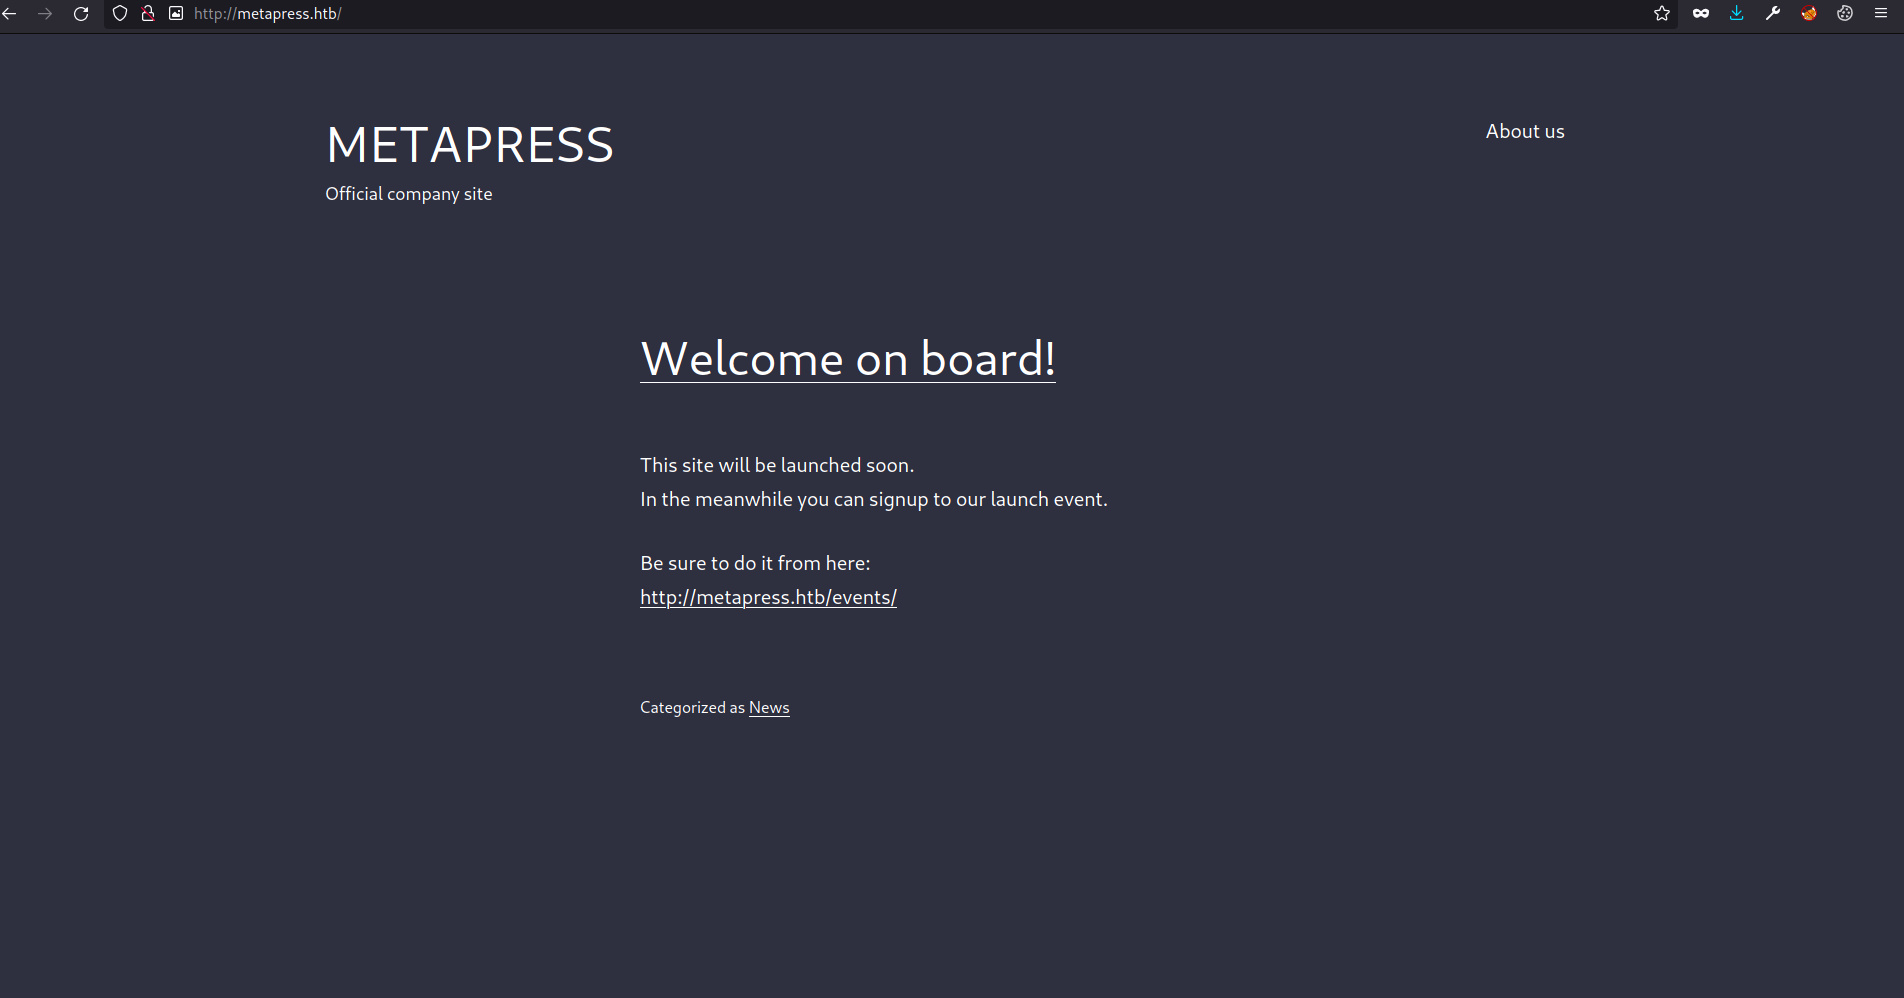 http://metapress.htb/
METAPRESS
About us
Official company site
Welcome on board!
This site will be launched soon.
In the meanwhile you can signup to our launch event.
Be sure to do it from here:
http://metapress.htb/events/
Categorized as News